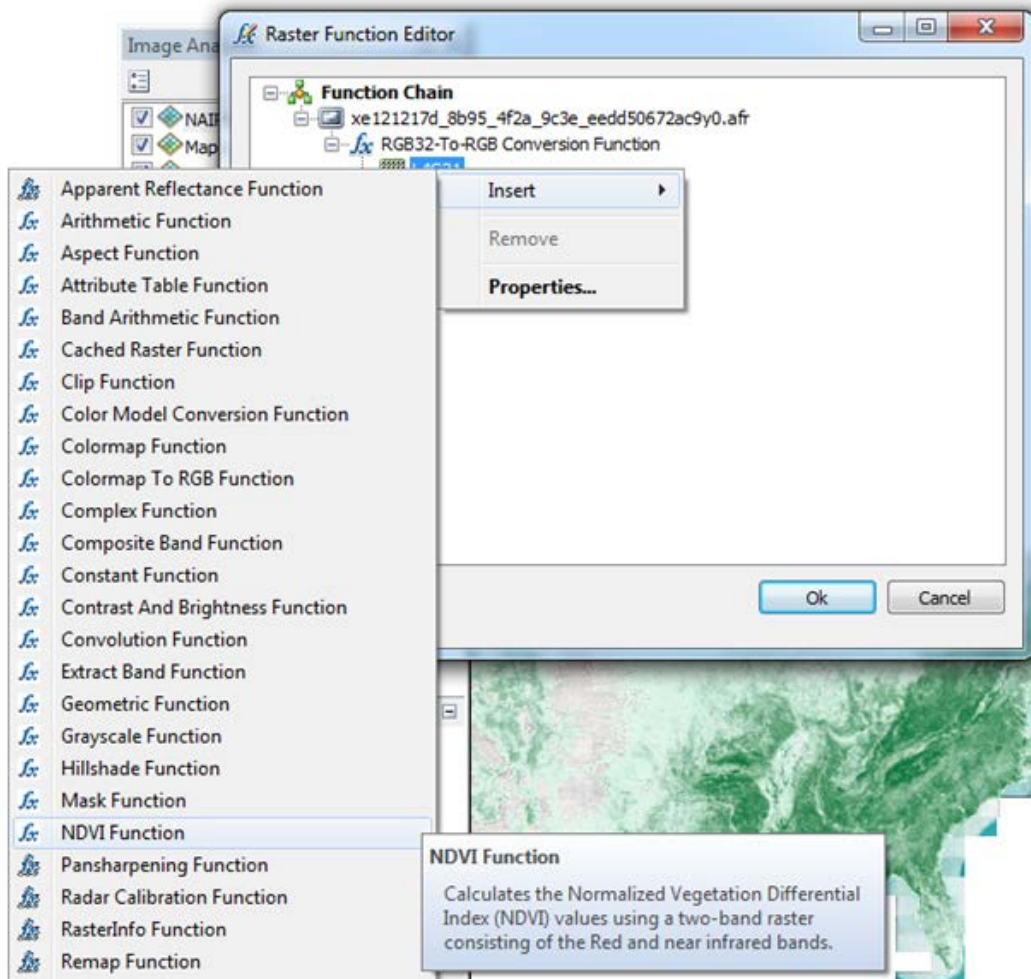 Image Ana
Raster Function Editor
Function Chain
xe121217d_8b95_4f2a_9c3e_eedd50672ac9y0.afr
RGB32-To-RGB Conversion Function
NAIP
Map
Insert
Remove
Properties...
Apparent Reflectance Function
Arithmetic Function
Aspect Function
Attribute Table Function
Band Arithmetic Function
Cached Raster Function
Clip Function
Color Model Conversion Function
Colormap Function
Colormap To RGB Function
Complex Function
Composite Band Function
Constant Function
Contrast And Brightness Function
Convolution Function
Extract Band Function
Geometric Function
Grayscale Function
Hillshade Function
Mask Function
NDVI Function
Pansharpening Function
Radar Calibration Function
RasterInfo Function
Remap Function
Ok
Cancel
NDVI Function
Calculates the Normalized Vegetation Differential
Index (NDVI) values using a two-band raster
consisting of the Red and near infrared bands.